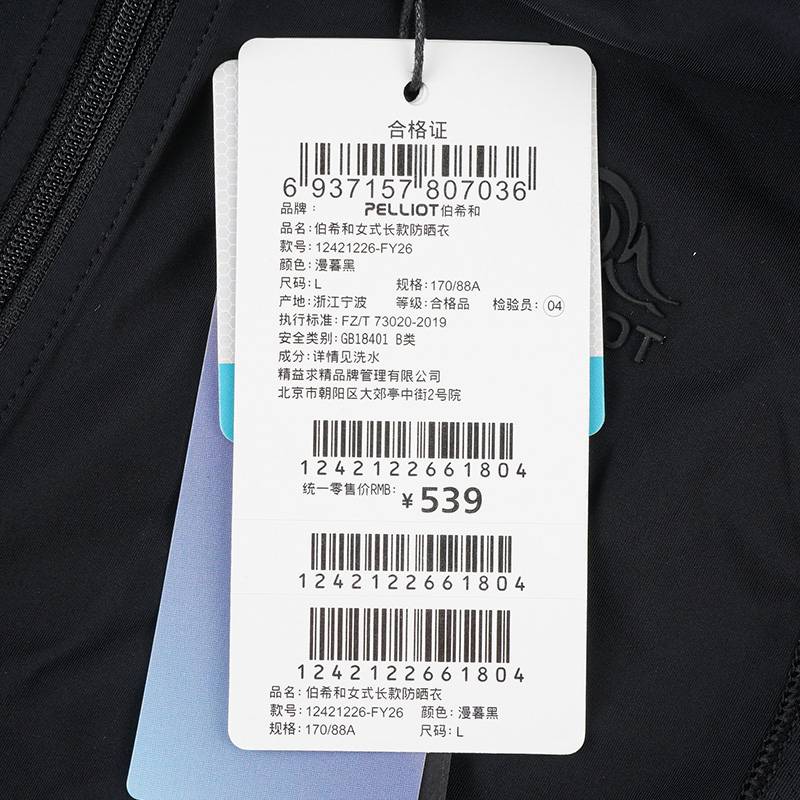 合格证
6 937157 807036
品牌： PELLIOT伯希和
品名：伯希和女式长款防晒衣
款号：12421226-FY26
颜色：漫暮黑
尺码：L 规格：170/88A
产地：浙江宁波 等级：合格品 检验员：04
执行标准：FZ/T 73020-2019
安全类别：GB18401 B类
成分：详情见洗水
精益求精品牌管理有限公司
北京市朝阳区大郊亭中街2号院
1242122661804
统一零售价RMB：¥539
1242122661804
1242122661804
品名：伯希和女式长款防晒衣
款号：12421226-FY26 颜色：漫暮黑
规格：170/88A 尺码：L